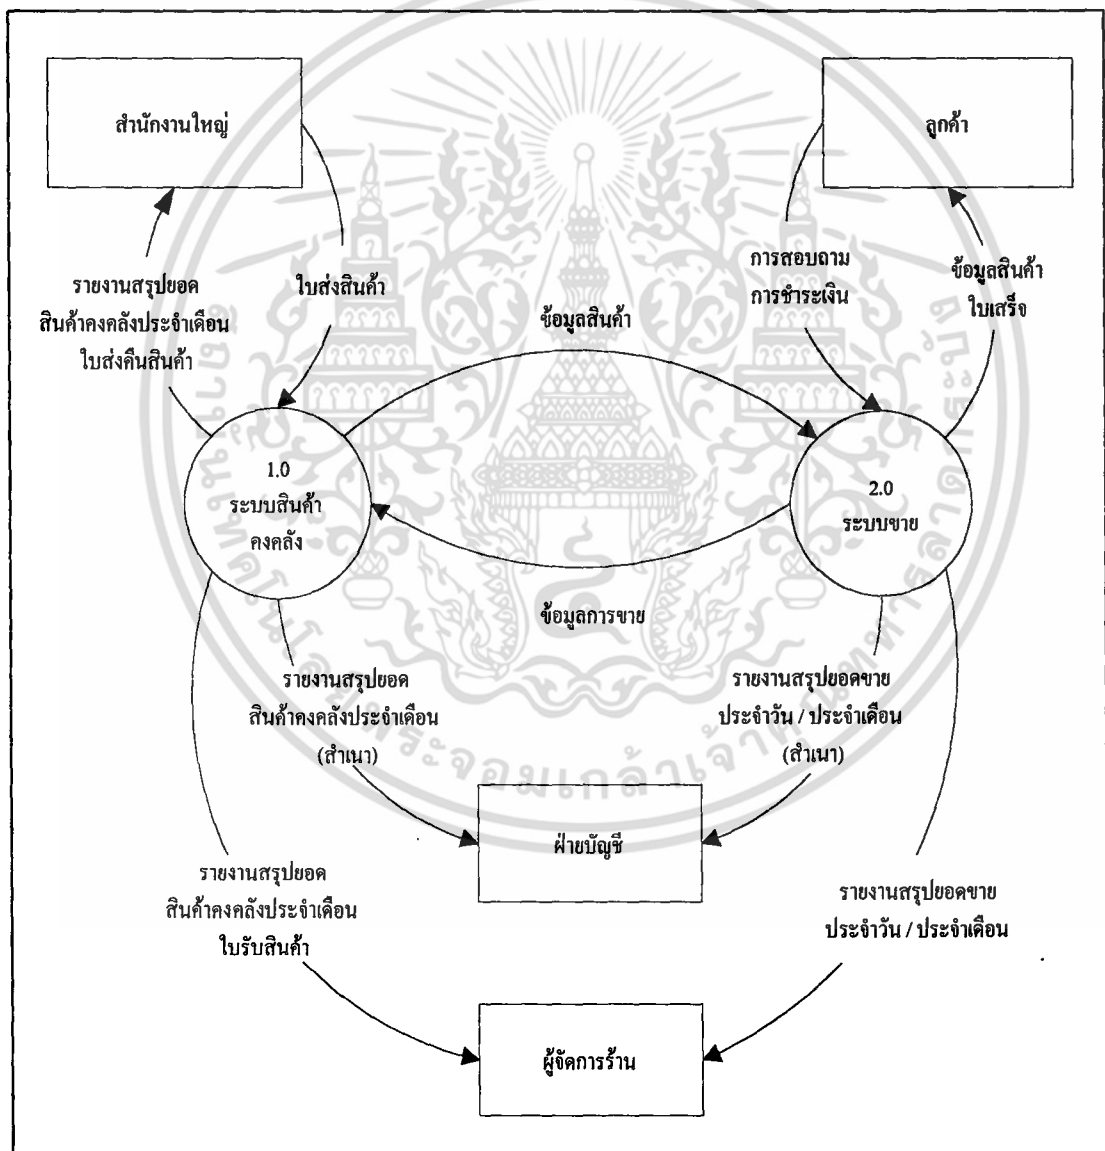 สำนักงานใหญ่
ลูกค้า
รายงานสรุปยอด
สินค้าคงคลังประจำเดือน
ใบส่งคืนสินค้า
ใบส่งสินค้า
ข้อมูลสินค้า
การสอบถาม
การชำระเงิน
ข้อมูลสินค้า
ใบเสร็จ
1.0
ระบบสินค้า
คงคลัง
2.0
ระบบขาย
ข้อมูลการขาย
รายงานสรุปยอด
สินค้าคงคลังประจำเดือน
(สำเนา)
รายงานสรุปยอดขาย
ประจำวัน / ประจำเดือน
(สำเนา)
ฝ่ายบัญชี
รายงานสรุปยอด
สินค้าคงคลังประจำเดือน
ใบรับสินค้า
รายงานสรุปยอดขาย
ประจำวัน / ประจำเดือน
ผู้จัดการร้าน